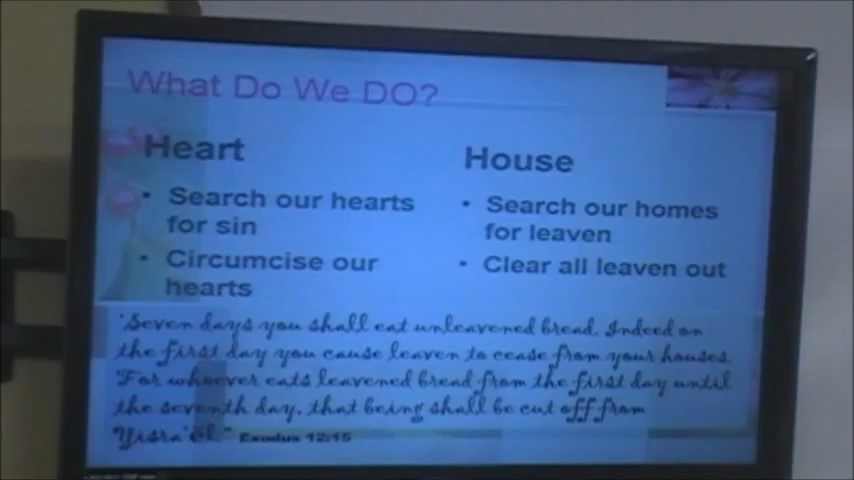 What Do We DO?
Heart
• Search our hearts
for sin
• Circumcise our
hearts
House
• Search our homes
for leaven
• Clear all leaven out
"Seven days you shall eat unleavened bread. Indeed on
the first day you cause leaven to cease from your houses.
For whoever eats leavened bread from the first day until
the seventh day, that being shall be cut off from
Yisra'ĕl." Exodus 12:15